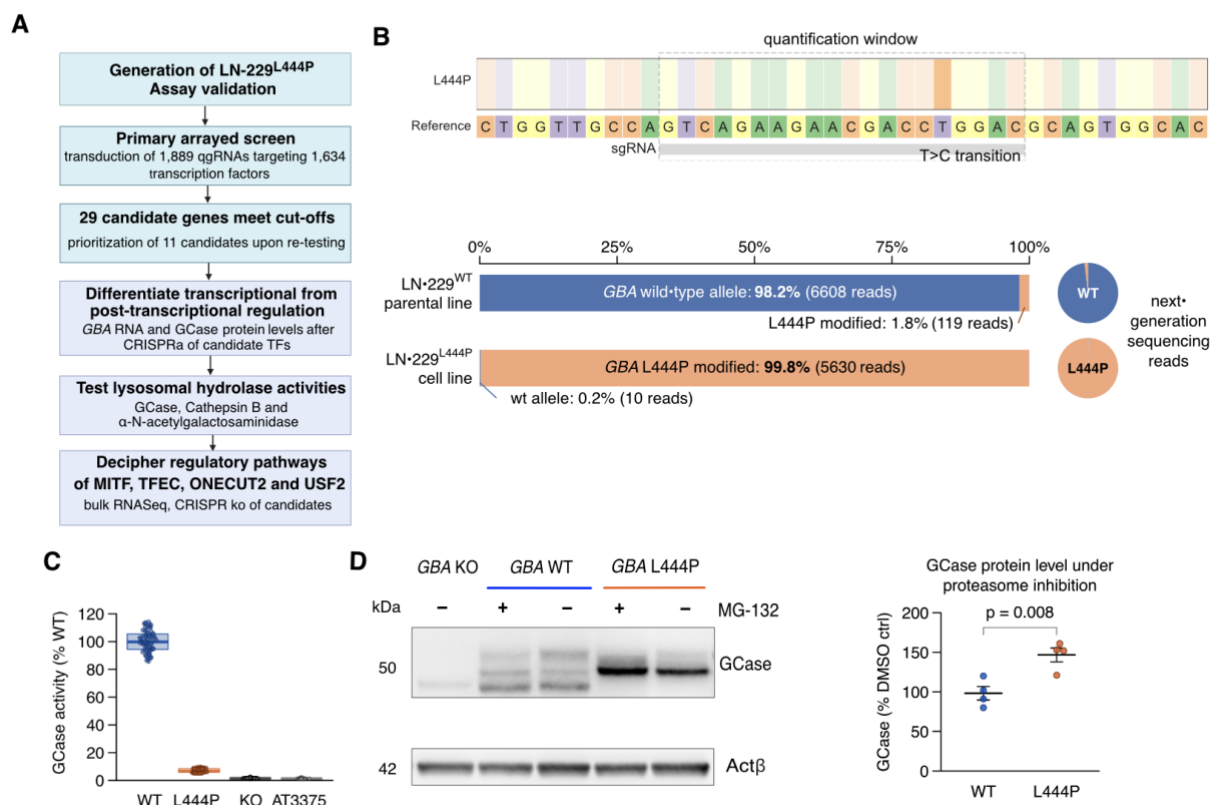 A
Generation of LN-229L444P
Assay validation
Primary arrayed screen
transduction of 1,889 qgRNAs targeting 1,634
transcription factors
29 candidate genes meet cut-offs
prioritization of 11 candidates upon re-testing
Differentiate transcriptional from
post-transcriptional regulation
GBA RNA and GCase protein levels after
CRISPRa of candidate TFs
Test lysosomal hydrolase activities
GCase, Cathepsin B and
α-N-acetylgalactosaminidase
Decipher regulatory pathways
of MITF, TFEC, ONECUT2 and USF2
bulk RNASeq, CRISPR ko of candidates
B
quantification window
L444P
Reference C T G G T T G C C A G T C A G A A G A A C G A C C T G G A C G C A G T G G C A C
sgRNA
T>C transition
0% 25% 50% 75% 100%
LN·229WT
parental line
GBA wild·type allele: 98.2% (6608 reads)
L444P modified: 1.8% (119 reads)
WT
LN·229L444P
cell line
GBA L444P modified: 99.8% (5630 reads)
wt allele: 0.2% (10 reads)
L444P
next·
generation
sequencing
reads
C
GCase activity (% WT)
120
100
80
60
40
20
0
WT L444P KO AT3375
D
GBA KO GBA WT GBA L444P
kDa − + − + − MG-132
50 GCase
42 Actβ
GCase protein level under
proteasome inhibition
p = 0.008
GCase (% DMSO ctrl)
200
150
100
50
0
WT L444P